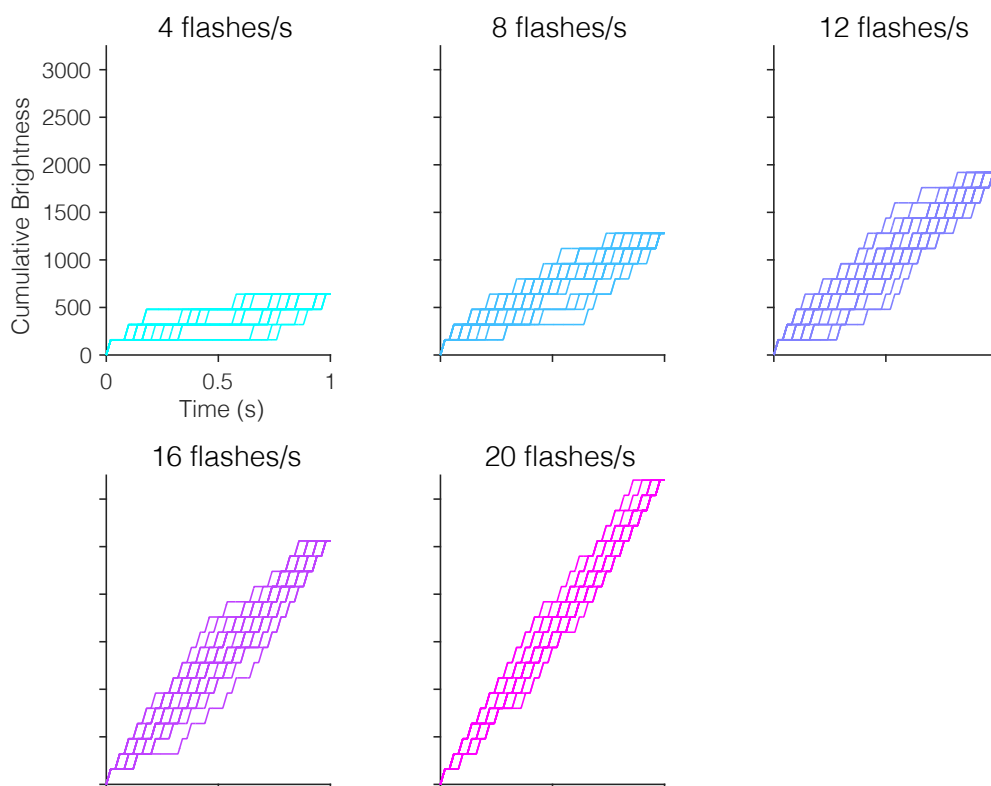 4 flashes/s
8 flashes/s
12 flashes/s
3000
2500
2000
1500
1000
500
0
Cumulative Brightness
0
0.5
1
Time (s)
16 flashes/s
20 flashes/s